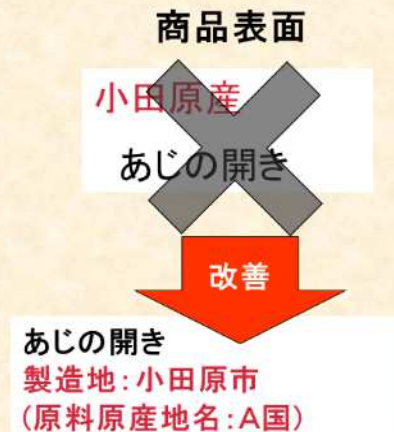 商品表面
小田原産
あじの開き
改善
あじの開き
製造地:小田原市
(原料原産地名:A国)